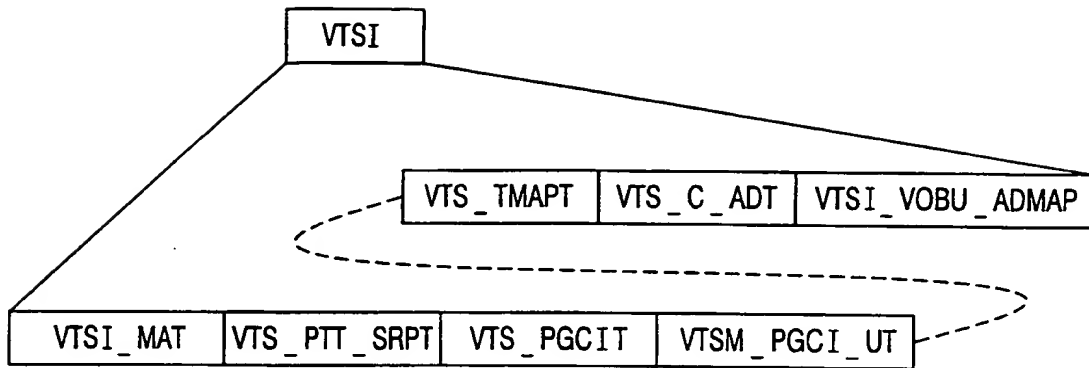 VTSI
VTS_TMAPT VTS_C_ADT VTSI_VOBU_ADMAP
VTSI_MAT VTS_PTT_SRPT VTS_PGCIT VTSM_PGCI_UT